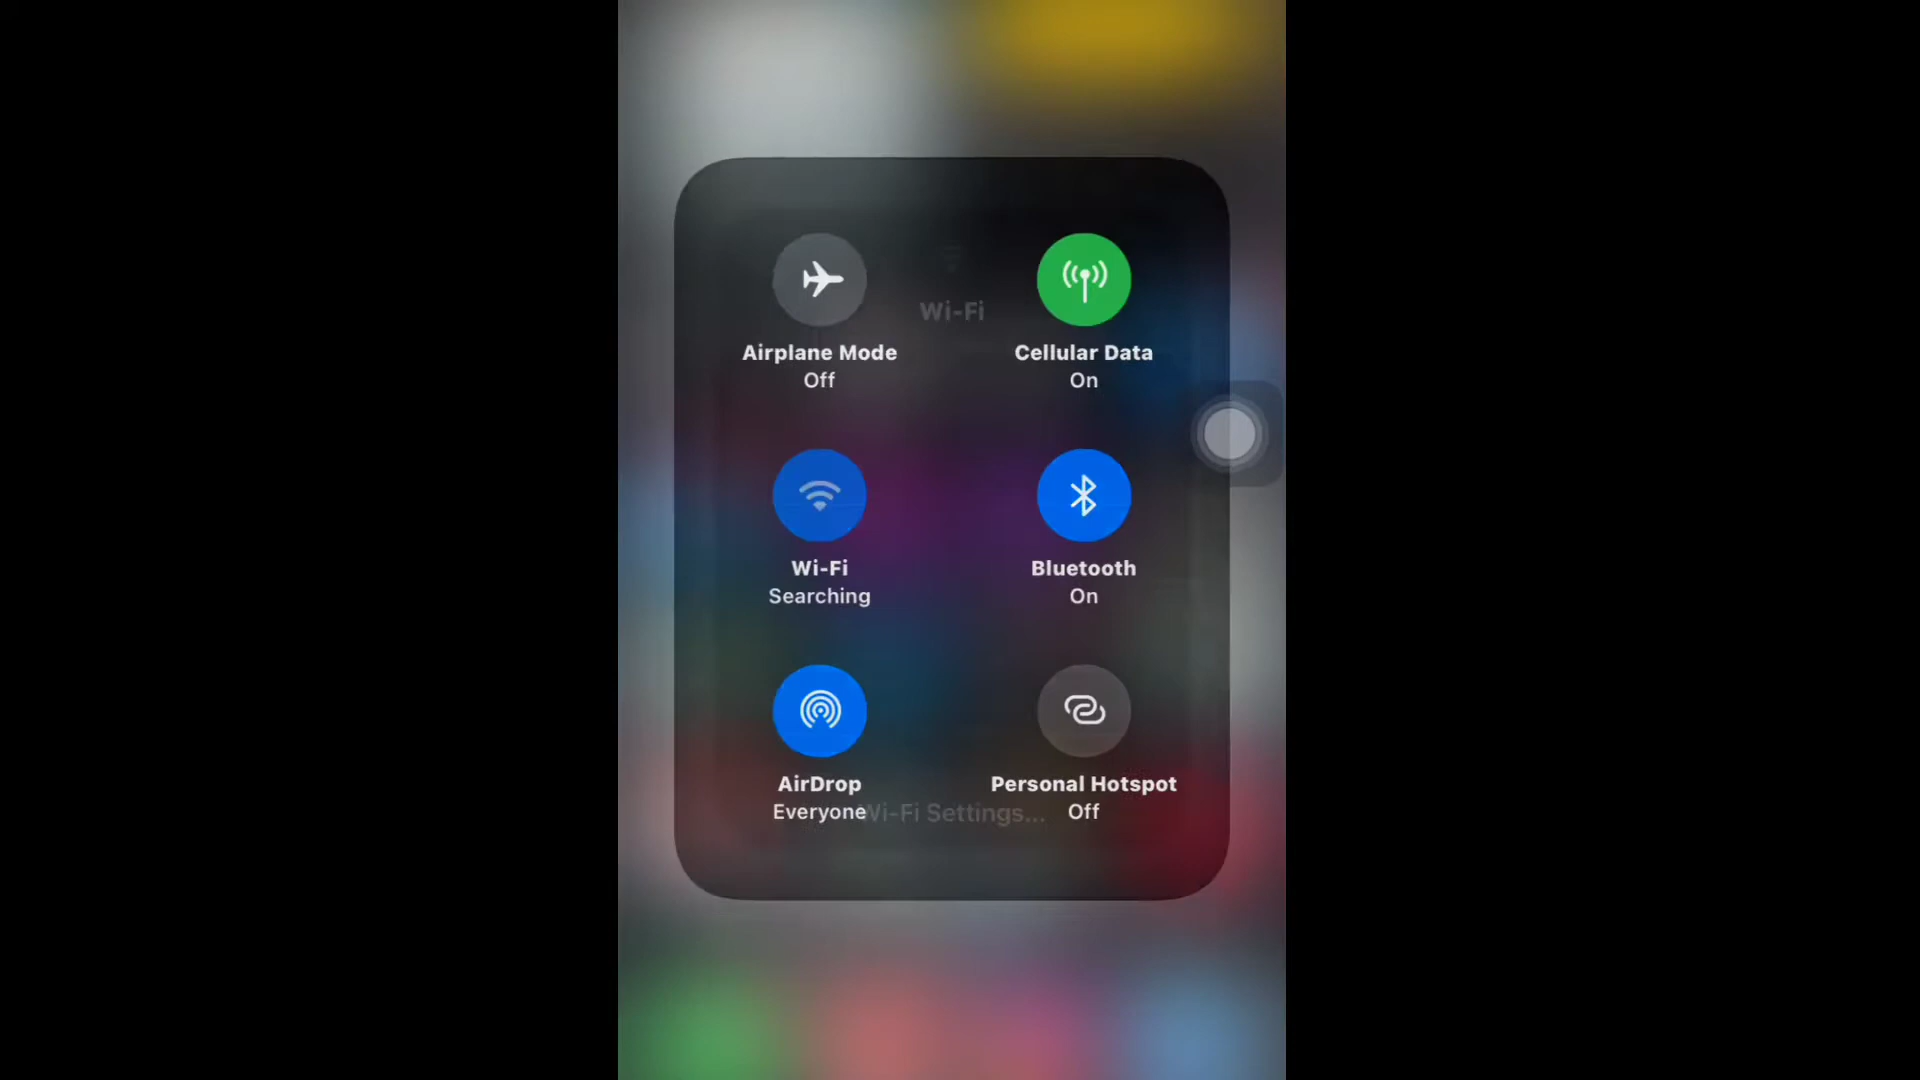 Wi-Fi
Airplane Mode
Off
Cellular Data
On
Wi-Fi
Searching
Bluetooth
On
AirDrop
Everyone
Personal Hotspot
Off
Wi-Fi Settings...